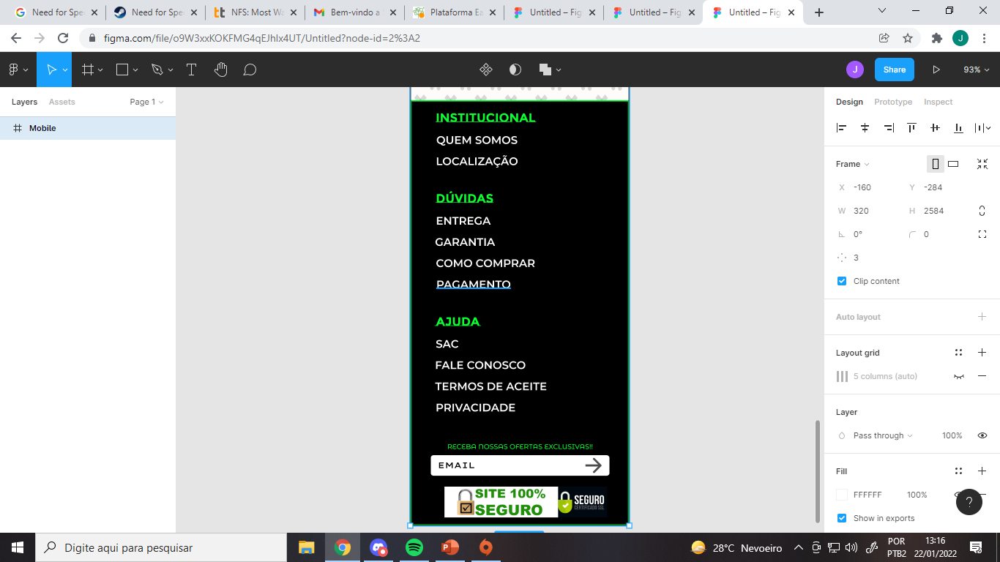 Need for Spe
Need for Spe
NFS: Most Wa
Bem-vindo a
Plataforma Ea
Untitled – Fig
Untitled – Fig
Untitled – Fig
figma.com/file/o9W3xxKOKFMG4qEJhlx4UT/Untitled?node-id=2%3A2
J
J
Share
93%
Layers
Assets
Page 1
Mobile
INSTITUCIONAL
QUEM SOMOS
LOCALIZAÇÃO
DÚVIDAS
ENTREGA
GARANTIA
COMO COMPRAR
PAGAMENTO
AJUDA
SAC
FALE CONOSCO
TERMOS DE ACEITE
PRIVACIDADE
RECEBA NOSSAS OFERTAS EXCLUSIVAS!!
EMAIL
SITE 100%
SEGURO
SEGURO
CERTIFICADO SSL
Design
Prototype
Inspect
Frame
X -160
Y -284
W 320
H 2584
0°
0
3
Clip content
Auto layout
Layout grid
5 columns (auto)
Layer
Pass through
100%
Fill
FFFFFF
100%
Show in exports
?
Digite aqui para pesquisar
28°C Nevoeiro
POR
PTB2
13:16
22/01/2022